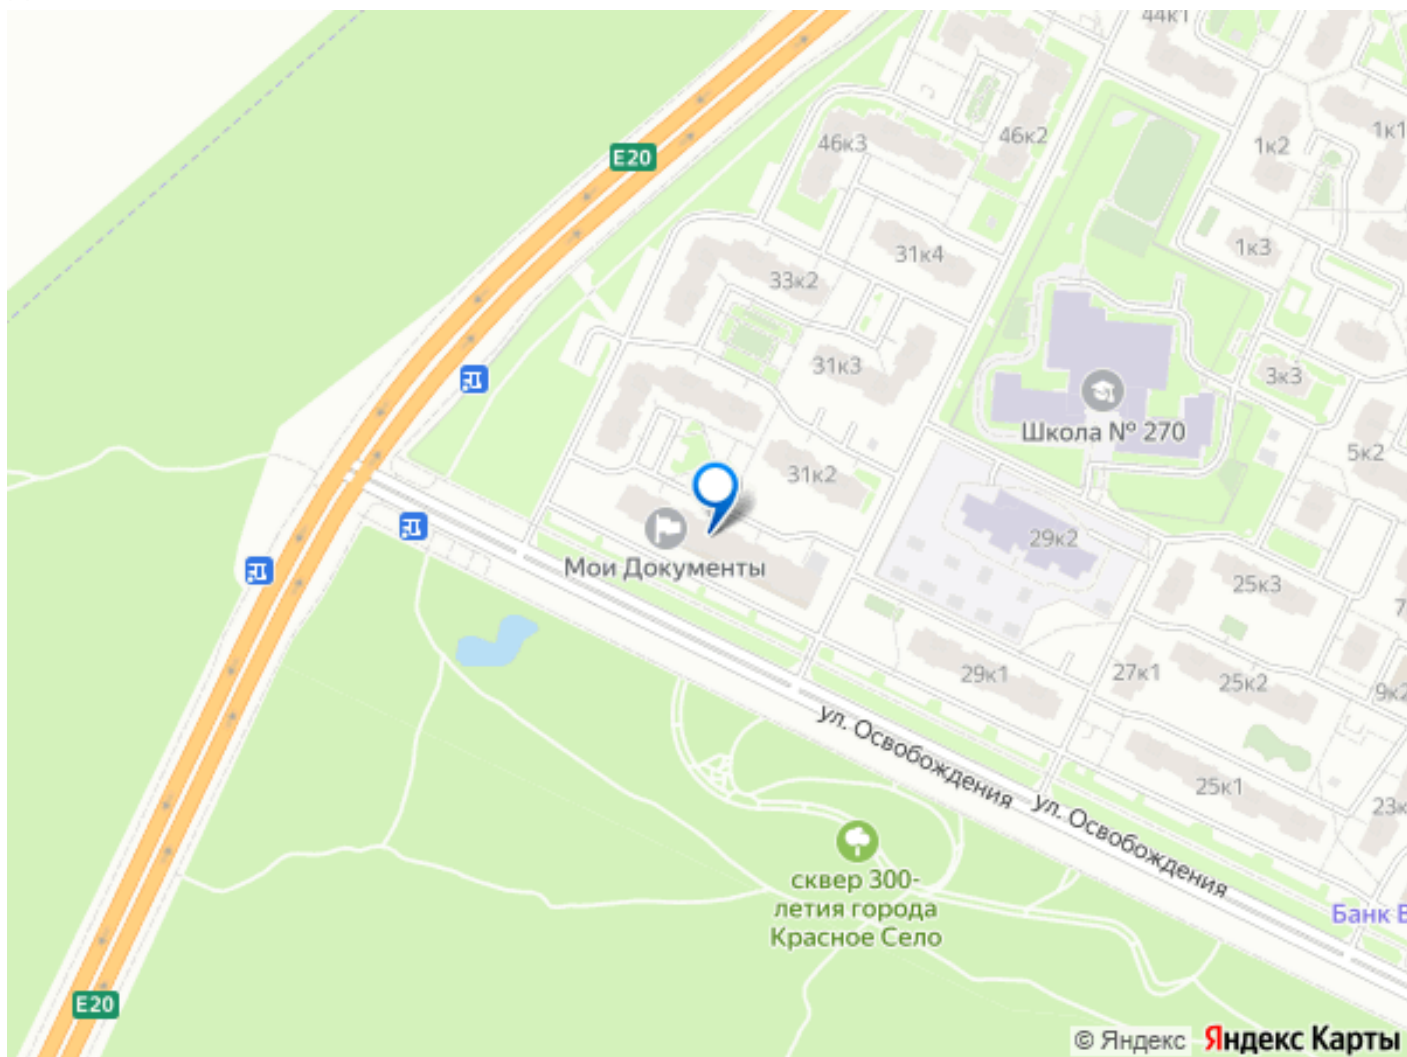 44к1
E20
46к3
46к2
1к2
1к1
31к4
1к3
33к2
31к3
3к3
Школа № 270
5к2
31к2
29к2
Мои Документы
25к3
29к1
27к1
25к2
9к2
ул. Освобождения
ул. Освобождения
25к1
сквер 300-
летия города
Красное Село
Банк
E20
© Яндекс Яндекс Карты